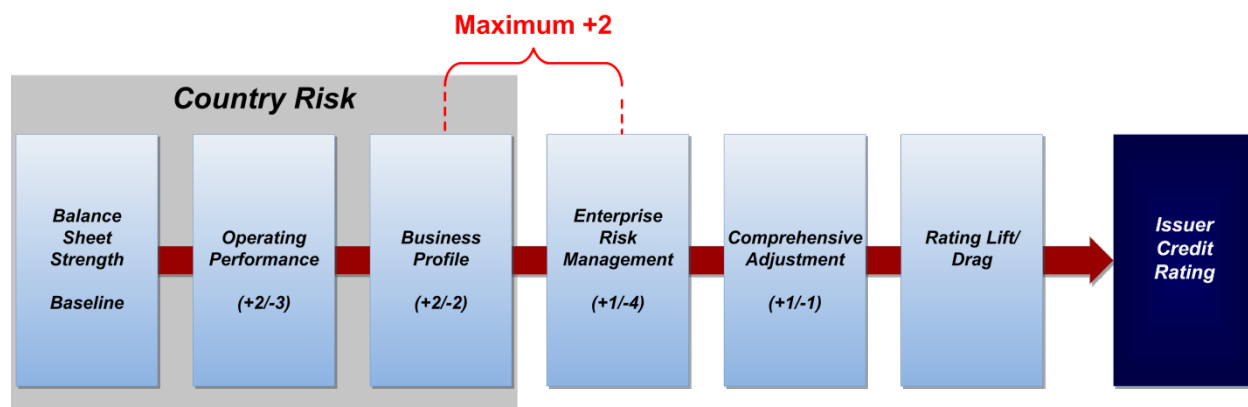 Maximum +2
Country Risk
Balance
Sheet
Strength
Baseline
Operating
Performance
(+2/-3)
Business
Profile
(+2/-2)
Enterprise
Risk
Management
(+1/-4)
Comprehensive
Adjustment
(+1/-1)
Rating Lift/
Drag
Issuer
Credit
Rating